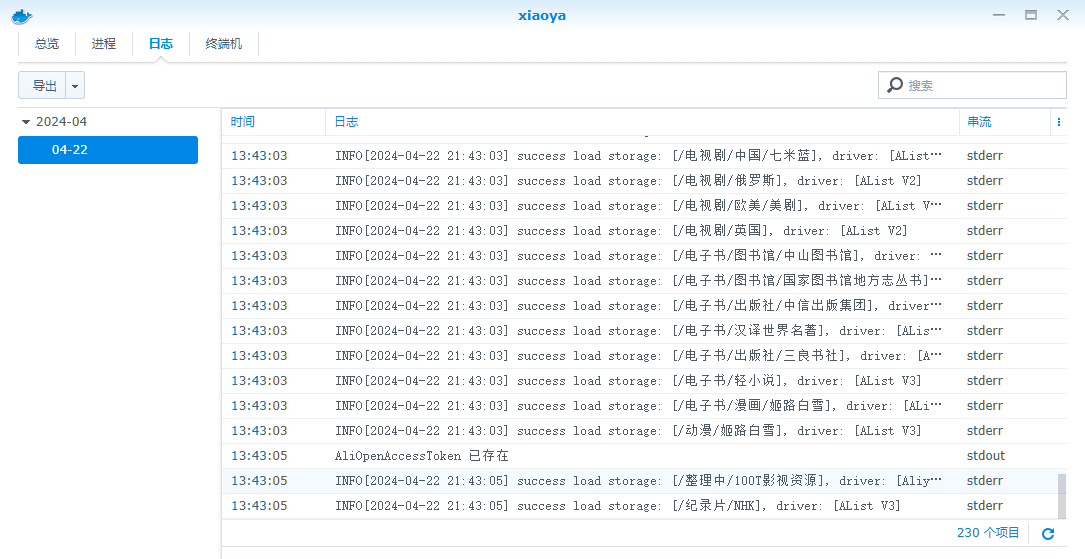 xiaoya
总览 进程 日志 终端机
导出 搜索
2024-04
04-22
时间 日志 串流
13:43:03 INFO[2024-04-22 21:43:03] success load storage: [/电视剧/中国/七米蓝], driver: [AList··· stderr
13:43:03 INFO[2024-04-22 21:43:03] success load storage: [/电视剧/俄罗斯], driver: [AList V2] stderr
13:43:03 INFO[2024-04-22 21:43:03] success load storage: [/电视剧/欧美/美剧], driver: [AList V··· stderr
13:43:03 INFO[2024-04-22 21:43:03] success load storage: [/电视剧/英国], driver: [AList V2] stderr
13:43:03 INFO[2024-04-22 21:43:03] success load storage: [/电子书/图书馆/中山图书馆], driver: ··· stderr
13:43:03 INFO[2024-04-22 21:43:03] success load storage: [/电子书/图书馆/国家图书馆地方志丛书]··· stderr
13:43:03 INFO[2024-04-22 21:43:03] success load storage: [/电子书/出版社/中信出版集团], driver··· stderr
13:43:03 INFO[2024-04-22 21:43:03] success load storage: [/电子书/汉译世界名著], driver: [ALis··· stderr
13:43:03 INFO[2024-04-22 21:43:03] success load storage: [/电子书/出版社/三良书社], driver: [A··· stderr
13:43:03 INFO[2024-04-22 21:43:03] success load storage: [/电子书/轻小说], driver: [AList V3] stderr
13:43:03 INFO[2024-04-22 21:43:03] success load storage: [/电子书/漫画/姬路白雪], driver: [ALi··· stderr
13:43:03 INFO[2024-04-22 21:43:03] success load storage: [/动漫/姬路白雪], driver: [AList V3] stderr
13:43:05 AliOpenAccessToken 已存在 stdout
13:43:05 INFO[2024-04-22 21:43:05] success load storage: [/整理中/100T影视资源], driver: [Aliy··· stderr
13:43:05 INFO[2024-04-22 21:43:05] success load storage: [/纪录片/NHK], driver: [AList V3] stderr
230 个项目